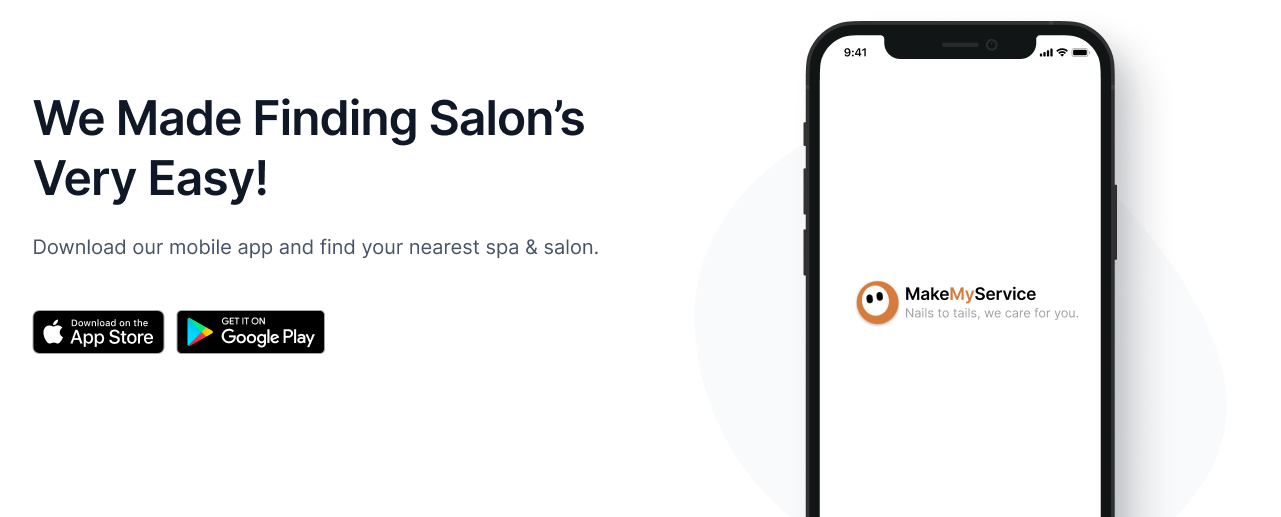 We Made Finding Salon’s
Very Easy!
Download our mobile app and find your nearest spa & salon.
Download on the
App Store
GET IT ON
Google Play
9:41
MakeMyService
Nails to tails, we care for you.